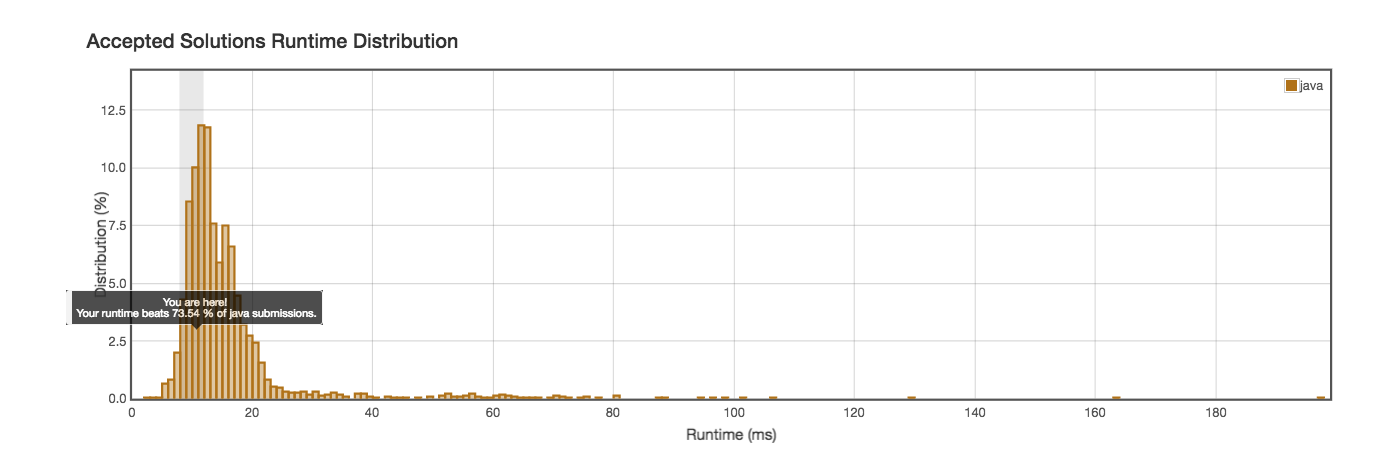 Accepted Solutions Runtime Distribution
java
12.5
10.0
7.5
5.0
2.5
0.0
Distribution (%)
You are here!
Your runtime beats 73.54 % of java submissions.
0 20 40 60 80 100 120 140 160 180
Runtime (ms)